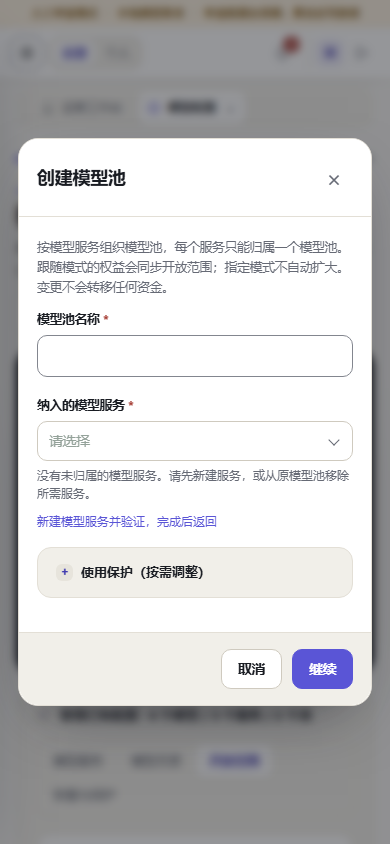 创建模型池
按模型服务组织模型池，每个服务只能归属一个模型池。
跟随模式的权益会同步开放范围；指定模式不自动扩大。
变更不会转移任何资金。
模型池名称 *
纳入的模型服务 *
请选择
没有未归属的模型服务。请先新建服务，或从原模型池移除
所需服务。
新建模型服务并验证，完成后返回
+ 使用保护（按需调整）
取消 继续